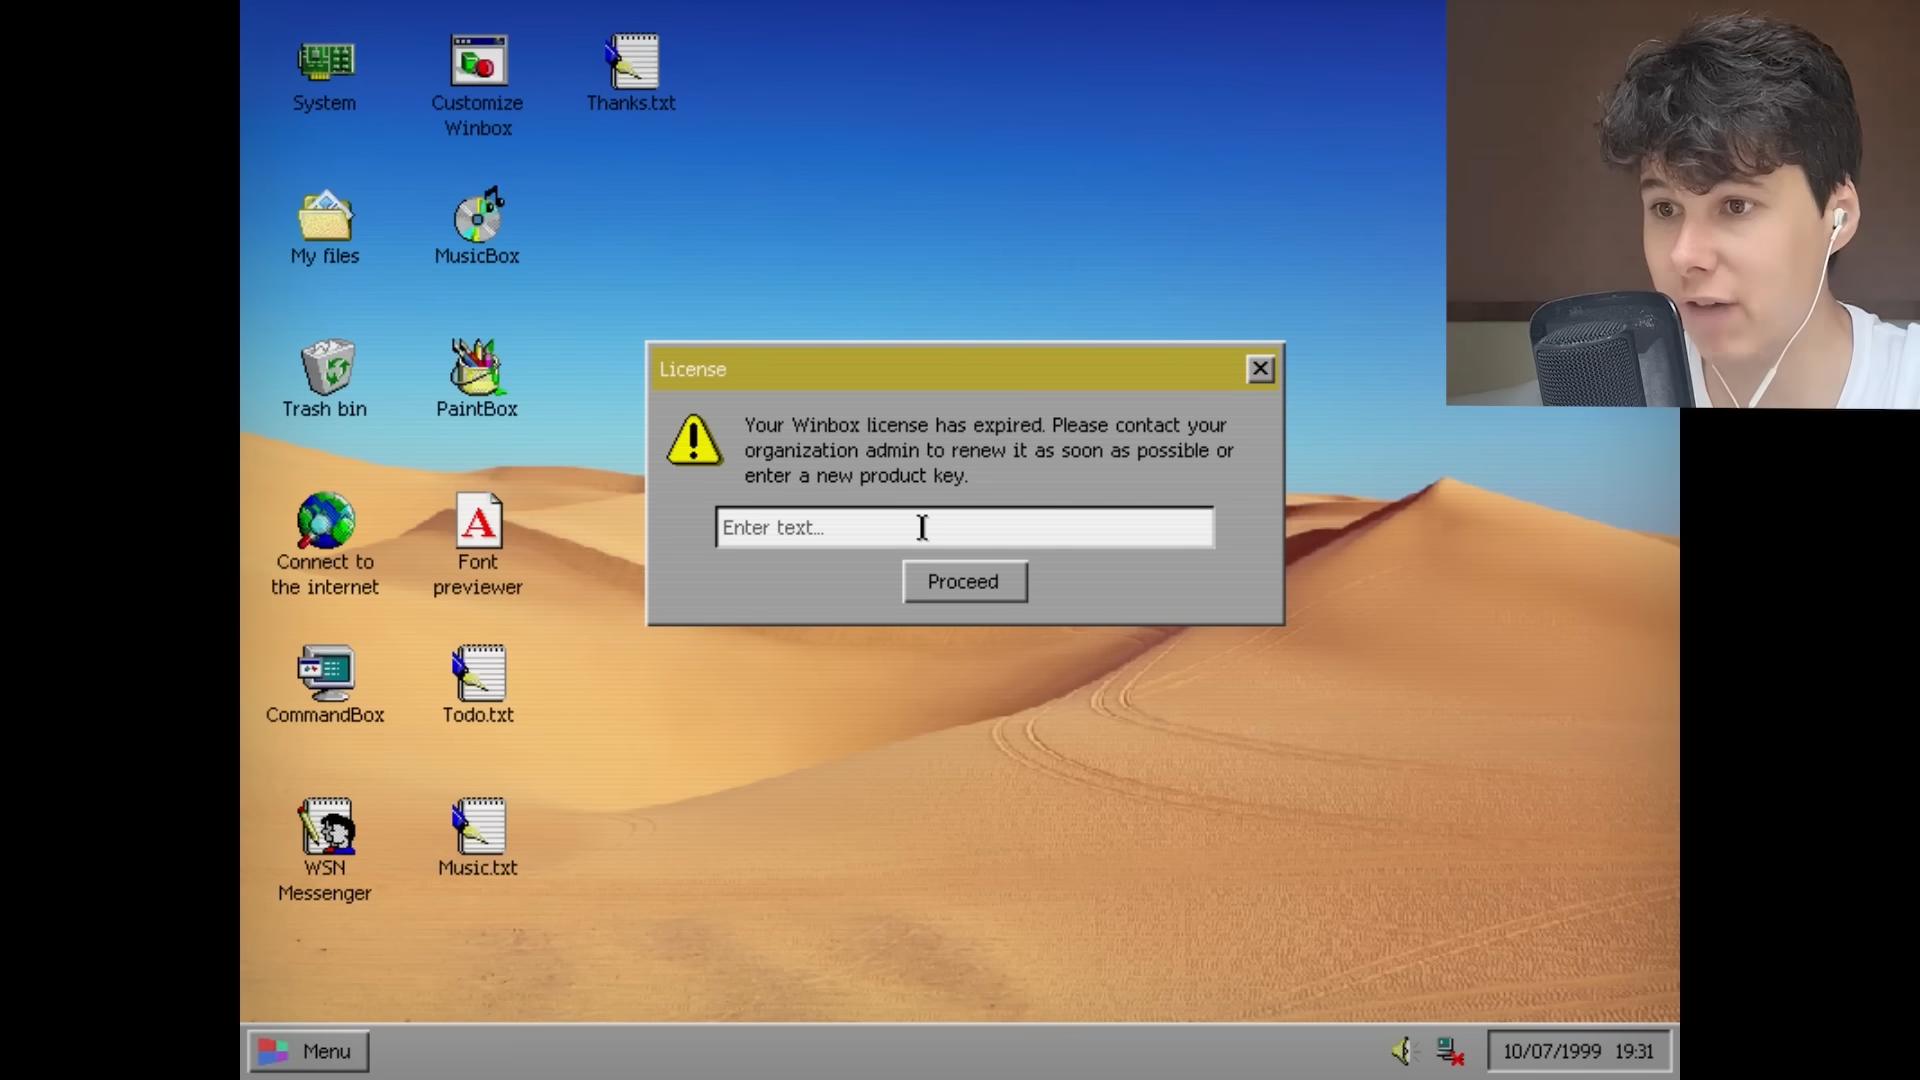 System
Customize
Winbox
Thanks.txt
My files
MusicBox
Trash bin
PaintBox
License
Your Winbox license has expired. Please contact your
organization admin to renew it as soon as possible or
enter a new product key.
Enter text...
Proceed
Connect to
the internet
A
Font
previewer
CommandBox
Todo.txt
WSN
Messenger
Music.txt
Menu
10/07/1999 19:31